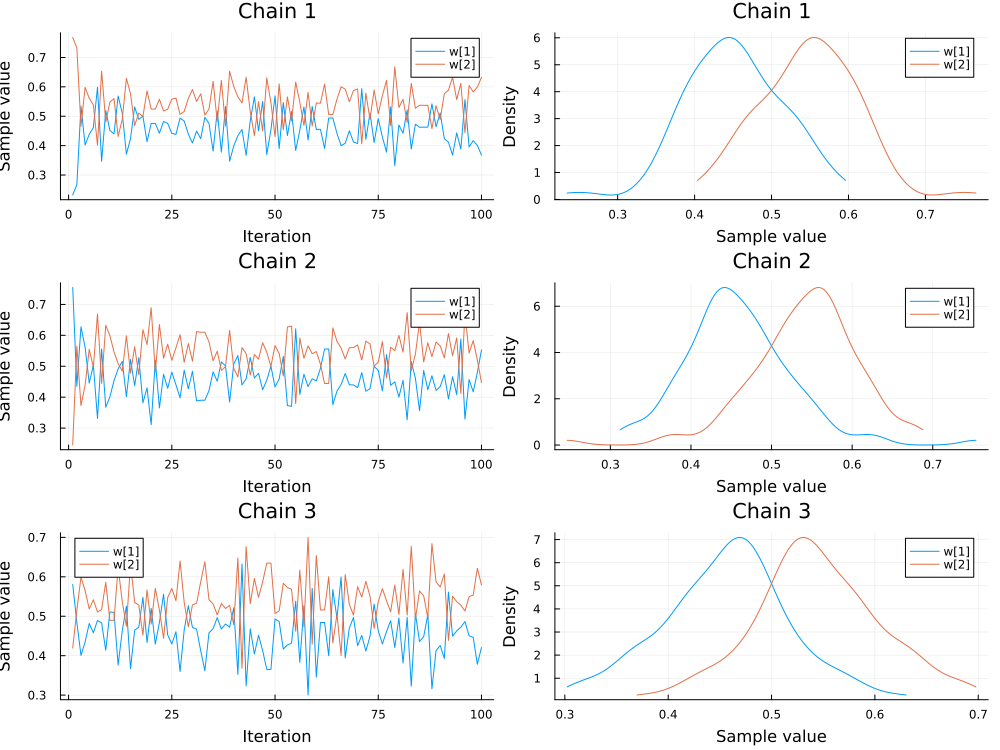 Chain 1
Sample value
0.7
0.6
0.5
0.4
0.3
w[1]
w[2]
0
25
50
75
100
Iteration
Chain 1
Density
6
5
4
3
2
1
0
w[1]
w[2]
0.3
0.4
0.5
0.6
0.7
Sample value
Chain 2
Sample value
0.7
0.6
0.5
0.4
0.3
w[1]
w[2]
0
25
50
75
100
Iteration
Chain 2
Density
6
4
2
0
w[1]
w[2]
0.3
0.4
0.5
0.6
0.7
Sample value
Chain 3
Sample value
0.7
0.6
0.5
0.4
0.3
w[1]
w[2]
0
25
50
75
100
Iteration
Chain 3
Density
7
6
5
4
3
2
1
w[1]
w[2]
0.3
0.4
0.5
0.6
0.7
Sample value